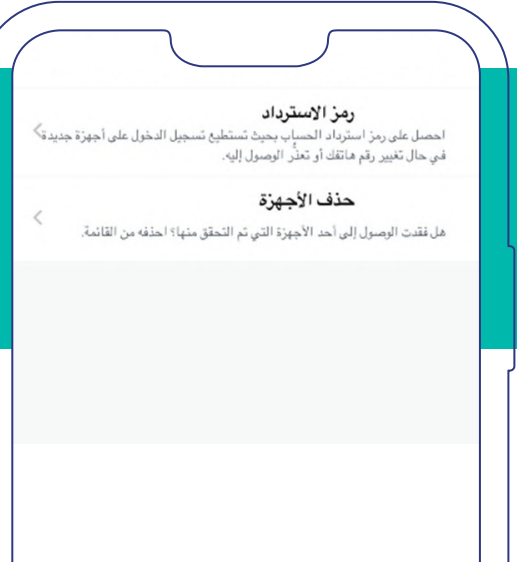 رمز الاسترداد
احصل على رمز استرداد الحساب بحيث تستطيع تسجيل الدخول على أجهزة جديدة
في حال تغيير رقم هاتفك أو تعذّر الوصول إليه.
حذف الأجهزة
هل فقدت الوصول إلى أحد الأجهزة التي تم التحقق منها؟ احذفه من القائمة.